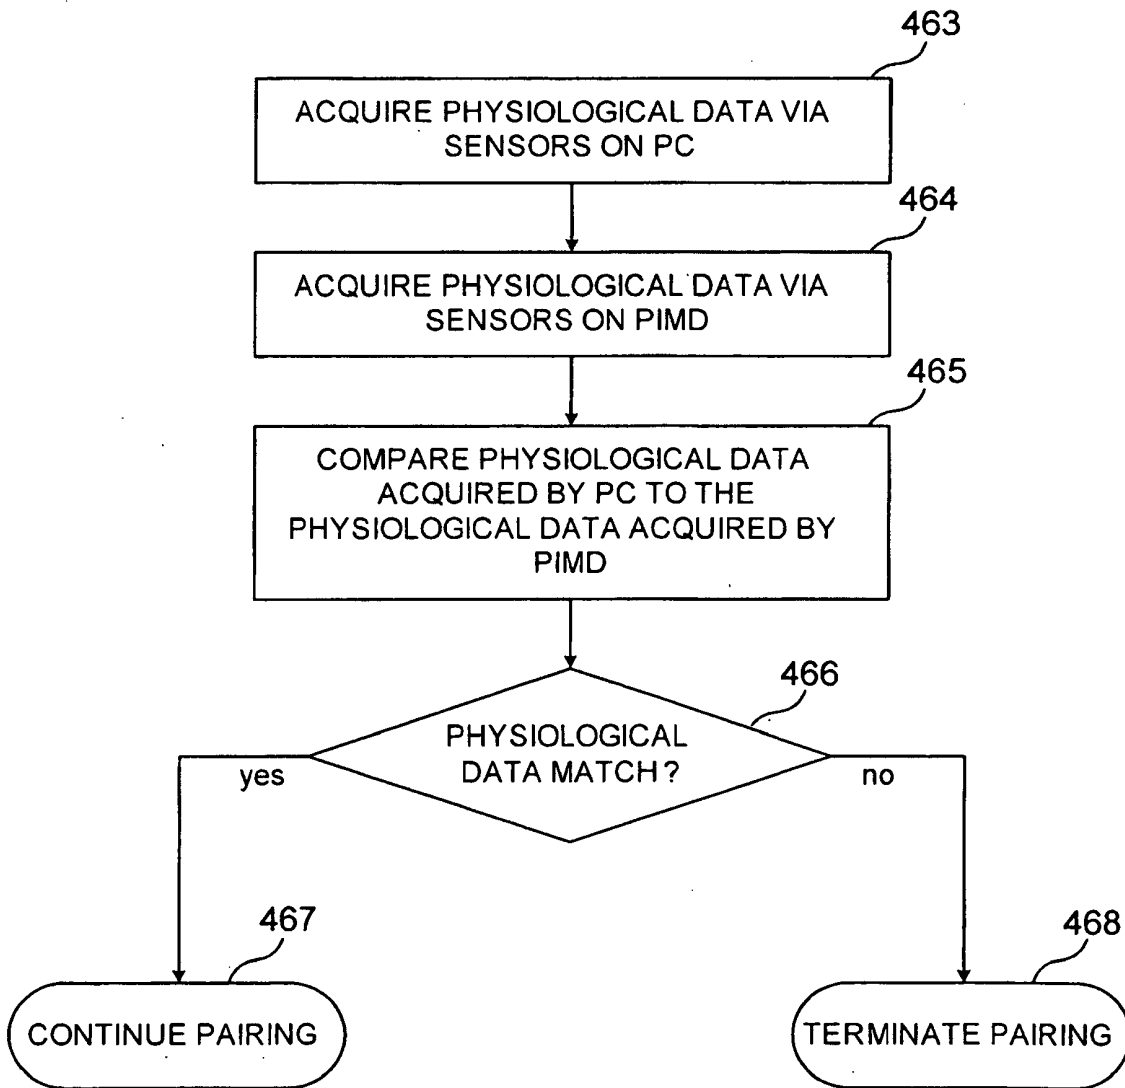 463
ACQUIRE PHYSIOLOGICAL DATA VIA
SENSORS ON PC
464
ACQUIRE PHYSIOLOGICAL DATA VIA
SENSORS ON PIMD
465
COMPARE PHYSIOLOGICAL DATA
ACQUIRED BY PC TO THE
PHYSIOLOGICAL DATA ACQUIRED BY
PIMD
466
PHYSIOLOGICAL
DATA MATCH?
yes
no
467
CONTINUE PAIRING
468
TERMINATE PAIRING